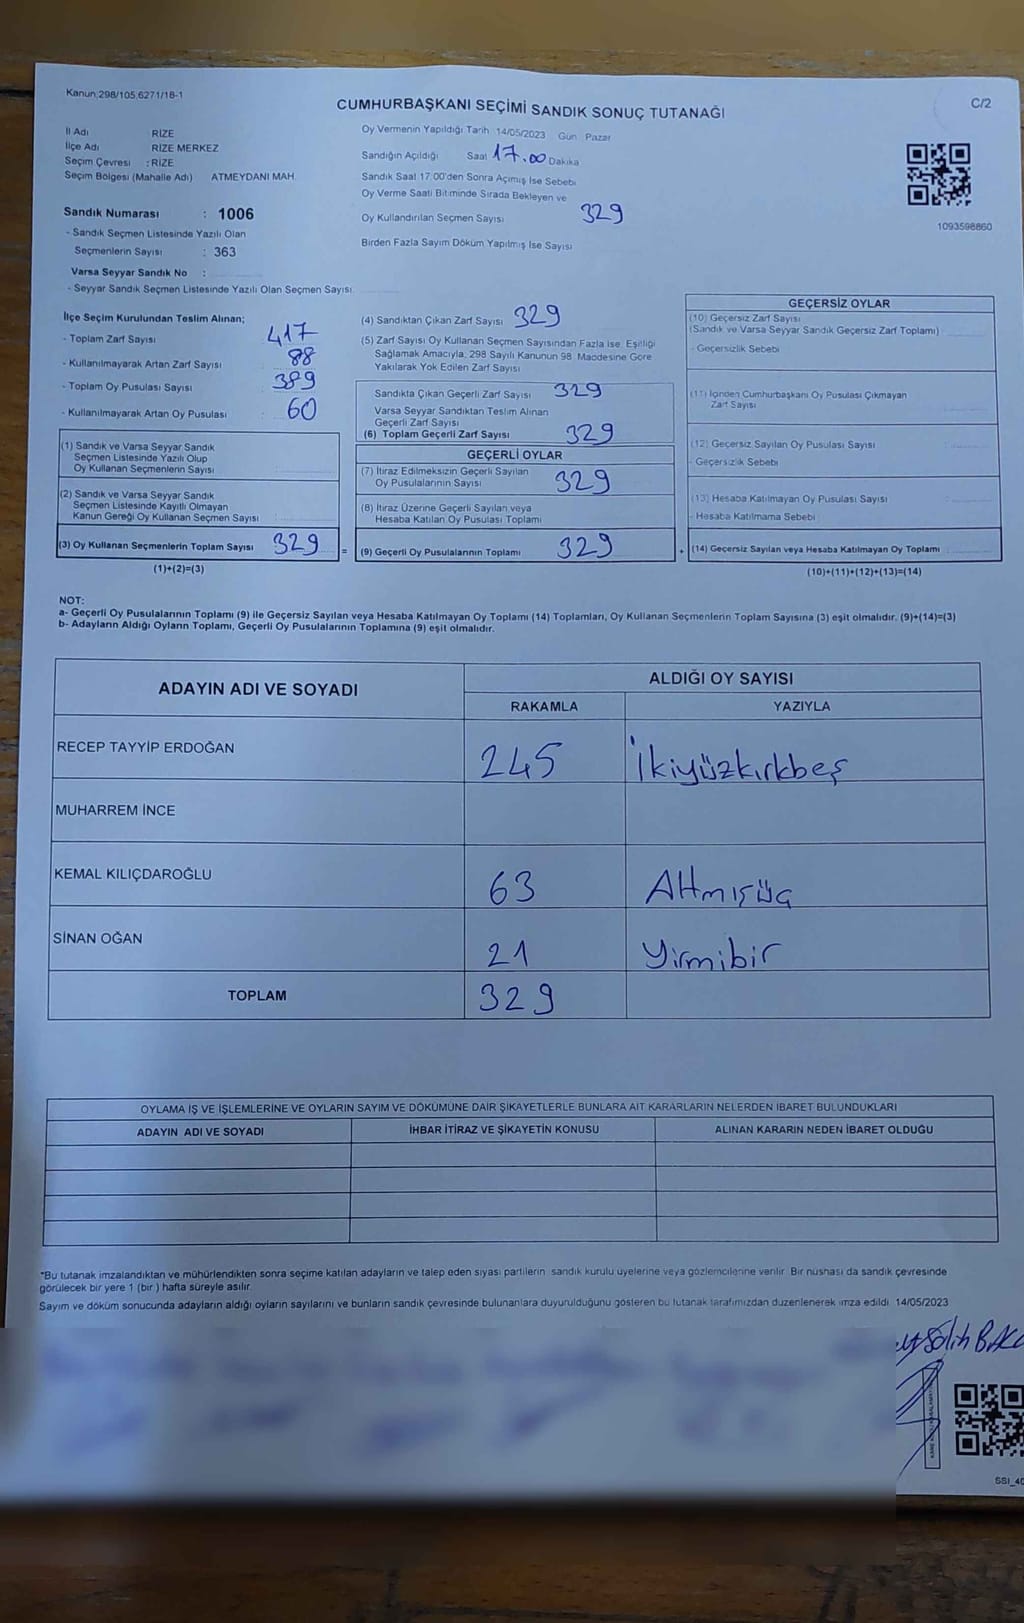 Kanun;298/105,6271/18-1
CUMHURBAŞKANI SEÇİMİ SANDIK SONUÇ TUTANAĞI
C/2
İl Adı RİZE
İlçe Adı RİZE MERKEZ
Seçim Çevresi : RİZE
Seçim Bölgesi (Mahalle Adı) ATMEYDANI MAH.
Oy Vermenin Yapıldığı Tarih 14/05/2023 Gün Pazar
Sandığın Açıldığı Saat 17.00 Dakika
Sandık Saat 17:00'den Sonra Açımış İse Sebebi
Oy Verme Saati Bitiminde Sırada Bekleyen ve
Oy Kullandırılan Seçmen Sayısı 329
Birden Fazla Sayım Döküm Yapılmış İse Sayısı
1093598860
Sandık Numarası : 1006
- Sandık Seçmen Listesinde Yazılı Olan
Seçmenlerin Sayısı : 363
Varsa Seyyar Sandık No :
- Seyyar Sandık Seçmen Listesinde Yazılı Olan Seçmen Sayısı
İlçe Seçim Kurulundan Teslim Alınan;
- Toplam Zarf Sayısı 417
- Kullanılmayarak Artan Zarf Sayısı 88
- Toplam Oy Pusulası Sayısı 389
- Kullanılmayarak Artan Oy Pusulası 60
(1) Sandık ve Varsa Seyyar Sandık
Seçmen Listesinde Yazılı Olup
Oy Kullanan Seçmenlerin Sayısı
(2) Sandık ve Varsa Seyyar Sandık
Seçmen Listesinde Kayıtlı Olmayan
Kanun Gereği Oy Kullanan Seçmen Sayısı
(3) Oy Kullanan Seçmenlerin Toplam Sayısı 329 =
(1)+(2)=(3)
(4) Sandıktan Çıkan Zarf Sayısı 329
(5) Zarf Sayısı Oy Kullanan Seçmen Sayısından Fazla İse, Eşitliği
Sağlamak Amacıyla, 298 Sayılı Kanunun 98. Maddesine Göre
Yakılarak Yok Edilen Zarf Sayısı
Sandıkta Çıkan Geçerli Zarf Sayısı 329
Varsa Seyyar Sandıktan Teslim Alınan
Geçerli Zarf Sayısı
(6) Toplam Geçerli Zarf Sayısı 329
GEÇERLİ OYLAR
(7) İtiraz Edilmeksizin Geçerli Sayılan
Oy Pusulalarının Sayısı 329
(8) İtiraz Üzerine Geçerli Sayılan veya
Hesaba Katılan Oy Pusulası Toplamı
(9) Geçerli Oy Pusulalarının Toplamı 329 +
GEÇERSİZ OYLAR
(10) Geçersiz Zarf Sayısı
(Sandık ve Varsa Seyyar Sandık Geçersiz Zarf Toplamı)
- Geçersizlik Sebebi
(11) İçinden Cumhurbaşkanı Oy Pusulası Çıkmayan
Zarf Sayısı
(12) Geçersiz Sayılan Oy Pusulası Sayısı
- Geçersizlik Sebebi
(13) Hesaba Katılmayan Oy Pusulası Sayısı
- Hesaba Katılmama Sebebi
(14) Geçersiz Sayılan veya Hesaba Katılmayan Oy Toplamı
(10)+(11)+(12)+(13)=(14)
NOT:
a- Geçerli Oy Pusulalarının Toplamı (9) ile Geçersiz Sayılan veya Hesaba Katılmayan Oy Toplamı (14) Toplamları, Oy Kullanan Seçmenlerin Toplam Sayısına (3) eşit olmalıdır. (9)+(14)=(3)
b- Adayların Aldığı Oyların Toplamı, Geçerli Oy Pusulalarının Toplamına (9) eşit olmalıdır.
ADAYIN ADI VE SOYADI
ALDIĞI OY SAYISI
RAKAMLA YAZIYLA
RECEP TAYYİP ERDOĞAN 245 İkiyüzkırkbeş
MUHARREM İNCE
KEMAL KILIÇDAROĞLU 63 Altmışüç
SİNAN OĞAN 21 Yirmibir
TOPLAM 329
OYLAMA İŞ VE İŞLEMLERİNE VE OYLARIN SAYIM VE DÖKÜMÜNE DAİR ŞİKAYETLERLE BUNLARA AİT KARARLARIN NELERDEN İBARET BULUNDUKLARI
ADAYIN ADI VE SOYADI İHBAR İTİRAZ VE ŞİKAYETİN KONUSU ALINAN KARARIN NEDEN İBARET OLDUĞU
*Bu tutanak imzalandıktan ve mühürlendikten sonra seçime katılan adayların ve talep eden siyasi partilerin sandık kurulu üyelerine veya gözlemcilerine verilir. Bir nüshası da sandık çevresinde
görülecek bir yere 1 (bir ) hafta süreyle asılır.
Sayım ve döküm sonucunda adayların aldığı oyların sayılarını ve bunların sandık çevresinde bulunanlara duyurulduğunu gösteren bu tutanak tarafımızdan düzenlenerek imza edildi. 14/05/2023
Salih
SSI_40